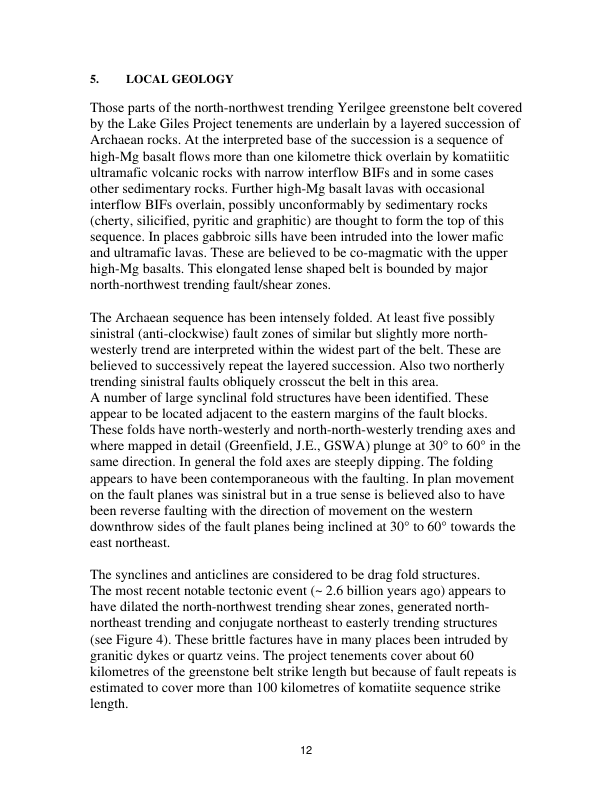 5. LOCAL GEOLOGY
Those parts of the north-northwest trending Yerilgee greenstone belt covered
by the Lake Giles Project tenements are underlain by a layered succession of
Archaean rocks. At the interpreted base of the succession is a sequence of
high-Mg basalt flows more than one kilometre thick overlain by komatiitic
ultramafic volcanic rocks with narrow interflow BIFs and in some cases
other sedimentary rocks. Further high-Mg basalt lavas with occasional
interflow BIFs overlain, possibly unconformably by sedimentary rocks
(cherty, silicified, pyritic and graphitic) are thought to form the top of this
sequence. In places gabbroic sills have been intruded into the lower mafic
and ultramafic lavas. These are believed to be co-magmatic with the upper
high-Mg basalts. This elongated lense shaped belt is bounded by major
north-northwest trending fault/shear zones.
The Archaean sequence has been intensely folded. At least five possibly
sinistral (anti-clockwise) fault zones of similar but slightly more north-
westerly trend are interpreted within the widest part of the belt. These are
believed to successively repeat the layered succession. Also two northerly
trending sinistral faults obliquely crosscut the belt in this area.
A number of large synclinal fold structures have been identified. These
appear to be located adjacent to the eastern margins of the fault blocks.
These folds have north-westerly and north-north-westerly trending axes and
where mapped in detail (Greenfield, J.E., GSWA) plunge at 30° to 60° in the
same direction. In general the fold axes are steeply dipping. The folding
appears to have been contemporaneous with the faulting. In plan movement
on the fault planes was sinistral but in a true sense is believed also to have
been reverse faulting with the direction of movement on the western
downthrow sides of the fault planes being inclined at 30° to 60° towards the
east northeast.
The synclines and anticlines are considered to be drag fold structures.
The most recent notable tectonic event (~ 2.6 billion years ago) appears to
have dilated the north-northwest trending shear zones, generated north-
northeast trending and conjugate northeast to easterly trending structures
(see Figure 4). These brittle factures have in many places been intruded by
granitic dykes or quartz veins. The project tenements cover about 60
kilometres of the greenstone belt strike length but because of fault repeats is
estimated to cover more than 100 kilometres of komatiite sequence strike
length.
12